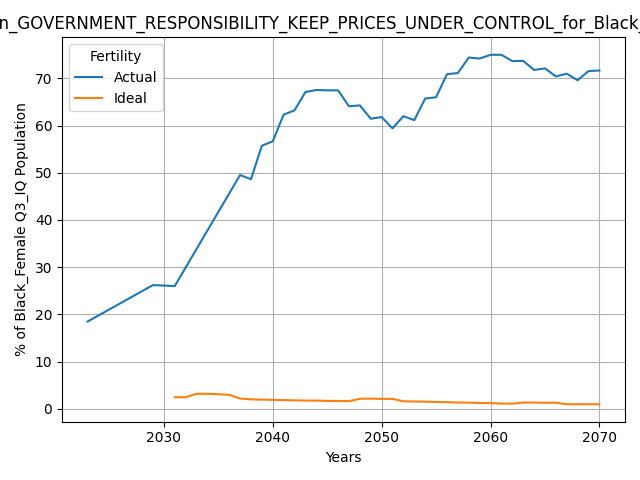 n_GOVERNMENT_RESPONSIBILITY_KEEP_PRICES_UNDER_CONTROL_for_Black_
Fertility
Actual
Ideal
% of Black_Female Q3_IQ Population
70
60
50
40
30
20
10
0
2030 2040 2050 2060 2070
Years